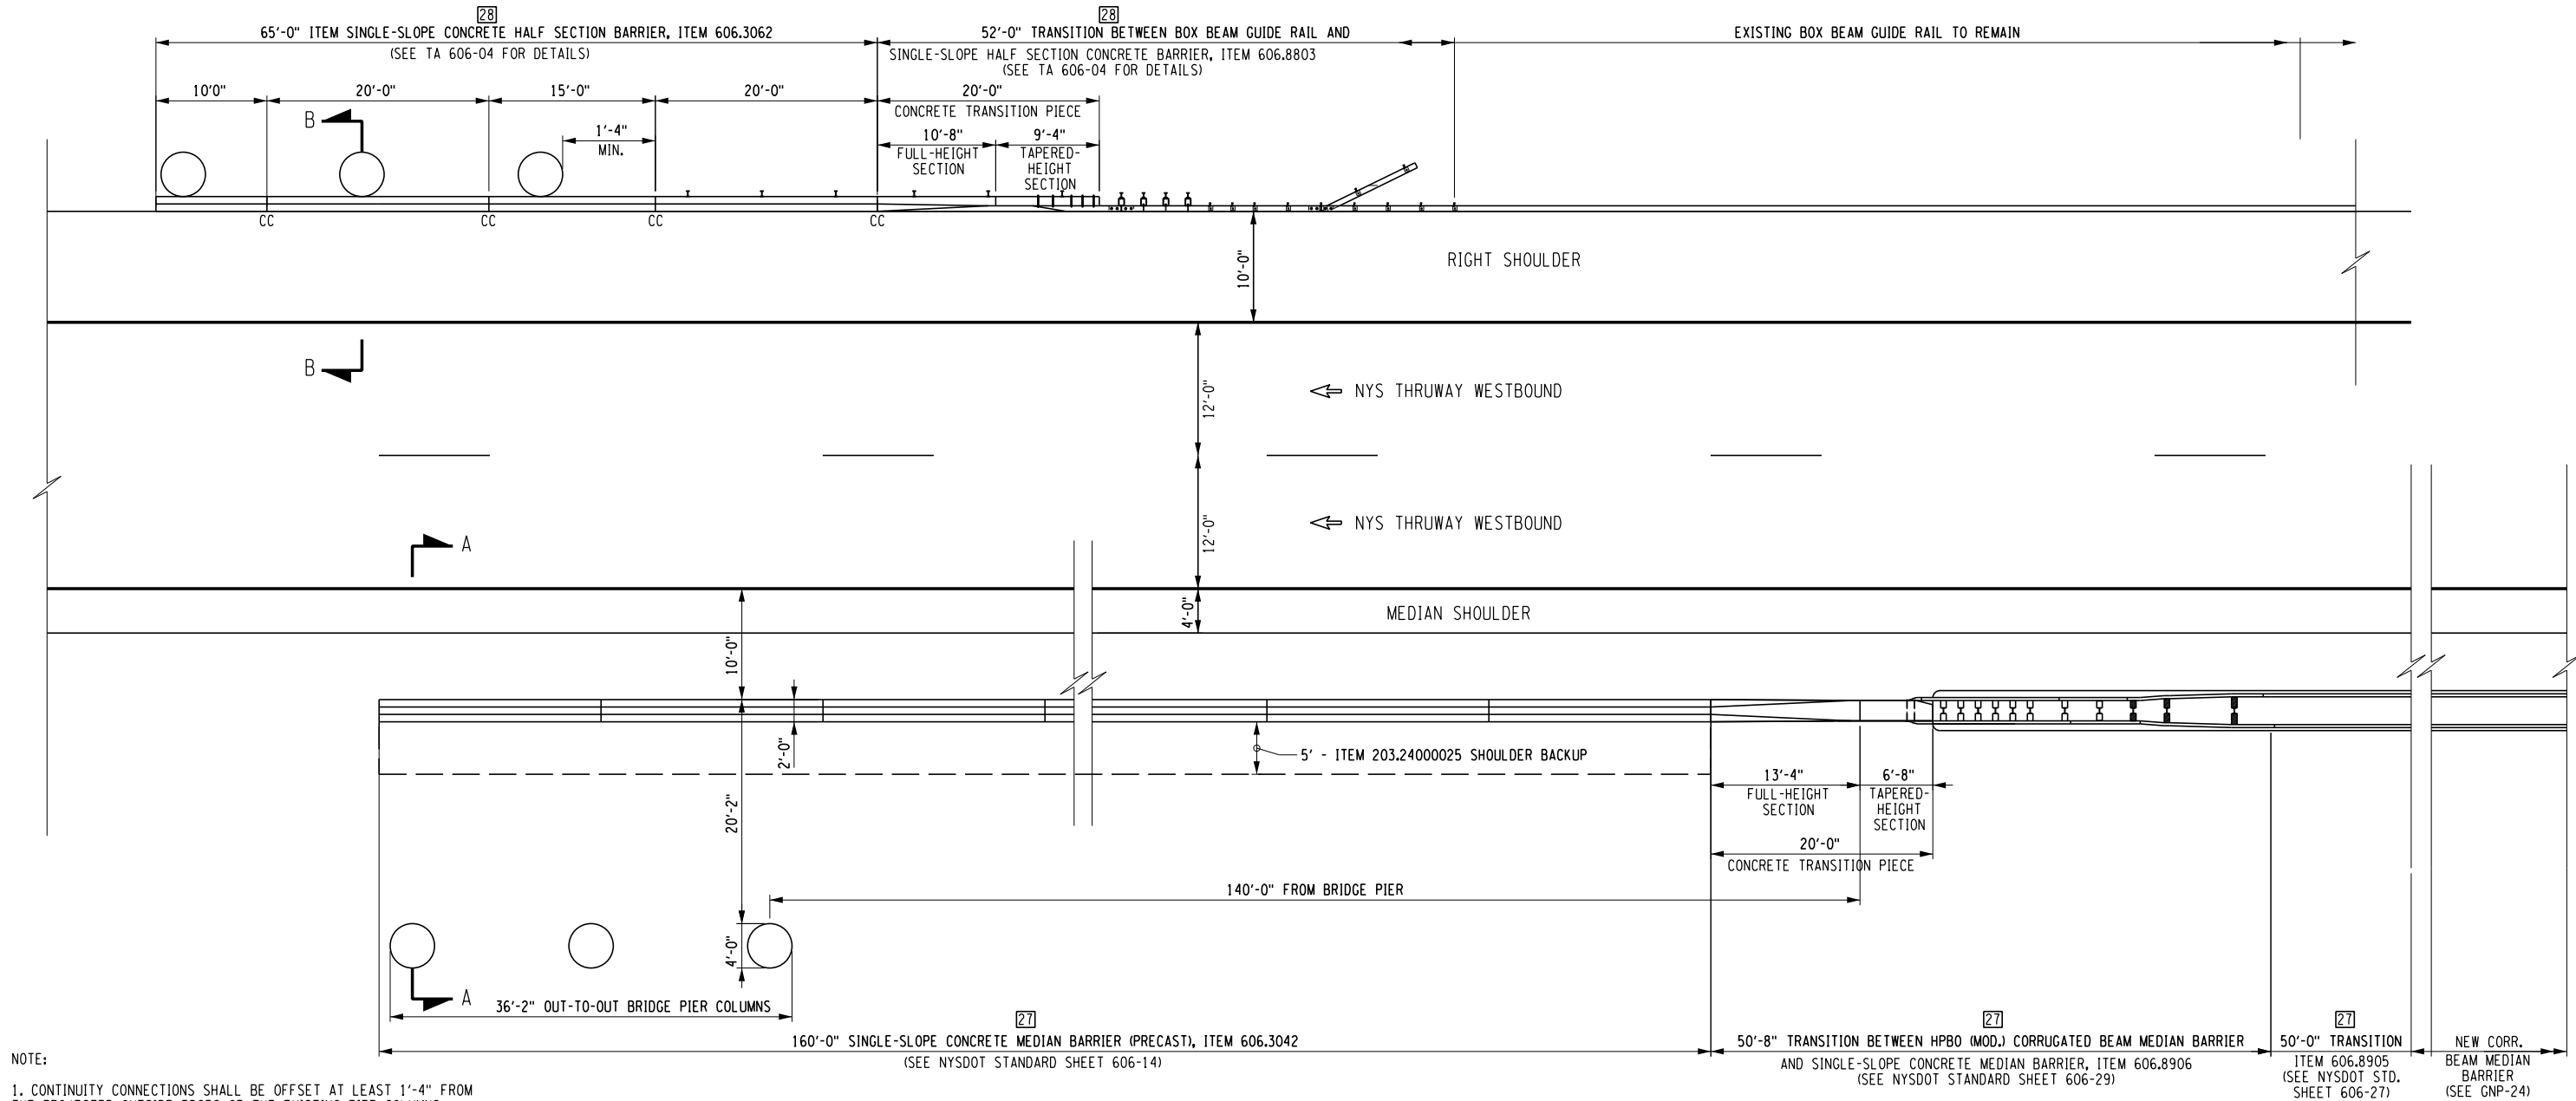 28
65'-0" ITEM SINGLE-SLOPE CONCRETE HALF SECTION BARRIER, ITEM 606.3062
(SEE TA 606-04 FOR DETAILS)
28
52'-0" TRANSITION BETWEEN BOX BEAM GUIDE RAIL AND
SINGLE-SLOPE HALF SECTION CONCRETE BARRIER, ITEM 606.8803
(SEE TA 606-04 FOR DETAILS)
EXISTING BOX BEAM GUIDE RAIL TO REMAIN
10'0"
20'-0"
15'-0"
20'-0"
20'-0"
CONCRETE TRANSITION PIECE
B
1'-4"
MIN.
10'-8"
FULL-HEIGHT
SECTION
9'-4"
TAPERED-
HEIGHT
SECTION
CC
CC
CC
CC
10'-0"
RIGHT SHOULDER
B
12'-0"
NYS THRUWAY WESTBOUND
12'-0"
NYS THRUWAY WESTBOUND
A
4'-0"
MEDIAN SHOULDER
10'-0"
2'-0"
5' - ITEM 203.24000025 SHOULDER BACKUP
20'-2"
13'-4"
FULL-HEIGHT
SECTION
6'-8"
TAPERED-
HEIGHT
SECTION
20'-0"
CONCRETE TRANSITION PIECE
140'-0" FROM BRIDGE PIER
4'-0"
A
36'-2" OUT-TO-OUT BRIDGE PIER COLUMNS
27
160'-0" SINGLE-SLOPE CONCRETE MEDIAN BARRIER (PRECAST), ITEM 606.3042
(SEE NYSDOT STANDARD SHEET 606-14)
27
50'-8" TRANSITION BETWEEN HPBO (MOD.) CORRUGATED BEAM MEDIAN BARRIER
AND SINGLE-SLOPE CONCRETE MEDIAN BARRIER, ITEM 606.8906
(SEE NYSDOT STANDARD SHEET 606-29)
27
50'-0" TRANSITION
ITEM 606.8905
(SEE NYSDOT STD.
SHEET 606-27)
NEW CORR.
BEAM MEDIAN
BARRIER
(SEE GNP-24)
NOTE:
1. CONTINUITY CONNECTIONS SHALL BE OFFSET AT LEAST 1'-4" FROM